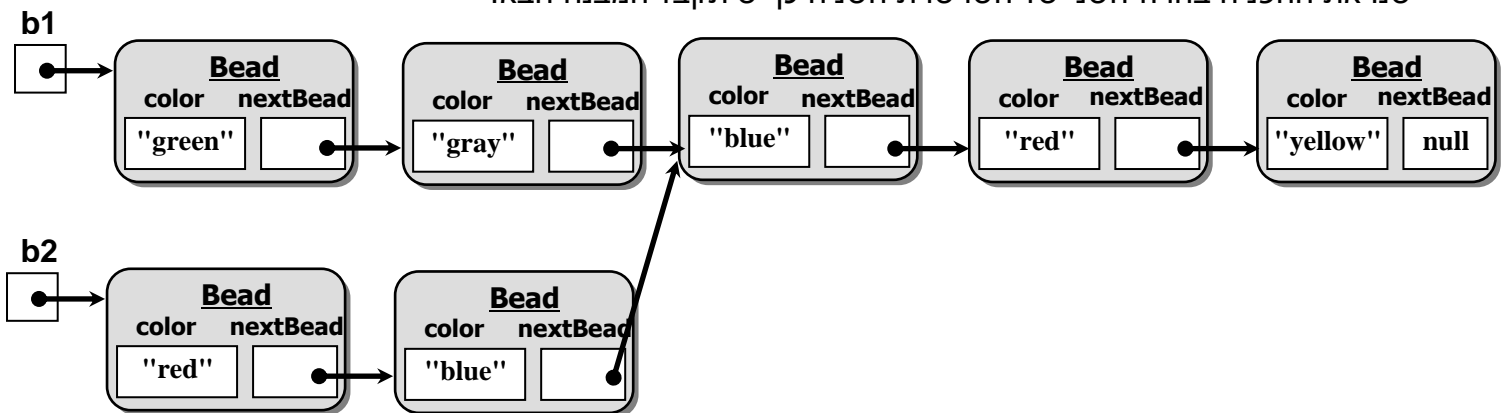 b1
Bead
color nextBead
"green"
Bead
color nextBead
"gray"
Bead
color nextBead
"blue"
Bead
color nextBead
"red"
Bead
color nextBead
"yellow" null
b2
Bead
color nextBead
"red"
Bead
color nextBead
"blue"